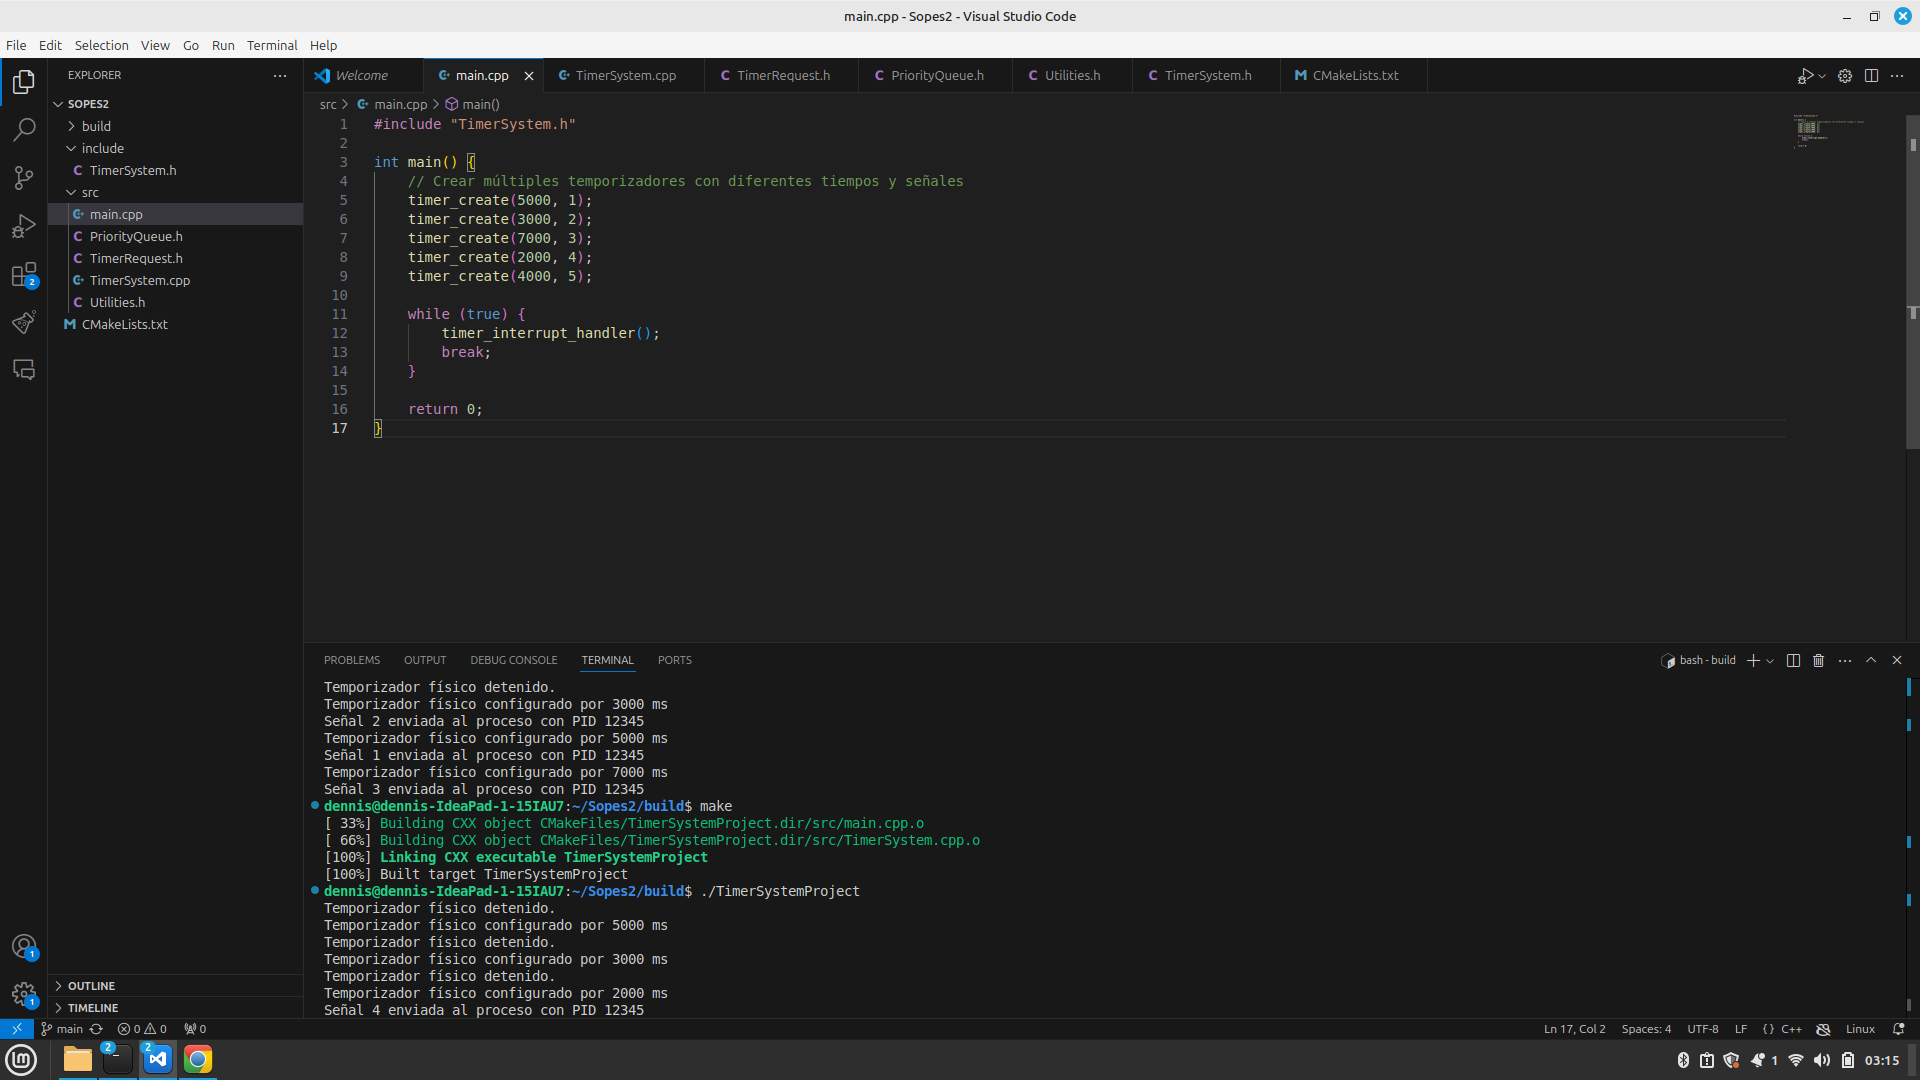 main.cpp - Sopes2 - Visual Studio Code
File Edit Selection View Go Run Terminal Help
EXPLORER
SOPES2
build
include
TimerSystem.h
src
main.cpp
PriorityQueue.h
TimerRequest.h
TimerSystem.cpp
Utilities.h
CMakeLists.txt
OUTLINE
TIMELINE
2
1
1
Welcome main.cpp TimerSystem.cpp TimerRequest.h PriorityQueue.h Utilities.h TimerSystem.h CMakeLists.txt
src > main.cpp > main()
1 #include "TimerSystem.h"
2
3 int main() {
4 // Crear múltiples temporizadores con diferentes tiempos y señales
5 timer_create(5000, 1);
6 timer_create(3000, 2);
7 timer_create(7000, 3);
8 timer_create(2000, 4);
9 timer_create(4000, 5);
10
11 while (true) {
12 timer_interrupt_handler();
13 break;
14 }
15
16 return 0;
17 }
PROBLEMS OUTPUT DEBUG CONSOLE TERMINAL PORTS
bash - build
Temporizador físico detenido.
Temporizador físico configurado por 3000 ms
Señal 2 enviada al proceso con PID 12345
Temporizador físico configurado por 5000 ms
Señal 1 enviada al proceso con PID 12345
Temporizador físico configurado por 7000 ms
Señal 3 enviada al proceso con PID 12345
dennis@dennis-IdeaPad-1-15IAU7:~/Sopes2/build$ make
[ 33%] Building CXX object CMakeFiles/TimerSystemProject.dir/src/main.cpp.o
[ 66%] Building CXX object CMakeFiles/TimerSystemProject.dir/src/TimerSystem.cpp.o
[100%] Linking CXX executable TimerSystemProject
[100%] Built target TimerSystemProject
dennis@dennis-IdeaPad-1-15IAU7:~/Sopes2/build$ ./TimerSystemProject
Temporizador físico detenido.
Temporizador físico configurado por 5000 ms
Temporizador físico detenido.
Temporizador físico configurado por 3000 ms
Temporizador físico detenido.
Temporizador físico configurado por 2000 ms
Señal 4 enviada al proceso con PID 12345
main 0 0 0
Ln 17, Col 2 Spaces: 4 UTF-8 LF {} C++ Linux
2 2
1 03:15